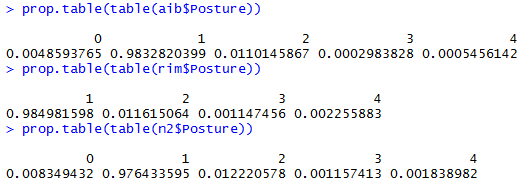 > prop.table(table(aib$Posture))
0 1 2 3 4
0.0048593765 0.9832820399 0.0110145867 0.0002983828 0.0005456142
> prop.table(table(rim$Posture))
1 2 3 4
0.984981598 0.011615064 0.001147456 0.002255883
> prop.table(table(n2$Posture))
0 1 2 3 4
0.008349432 0.976433595 0.012220578 0.001157413 0.001838982